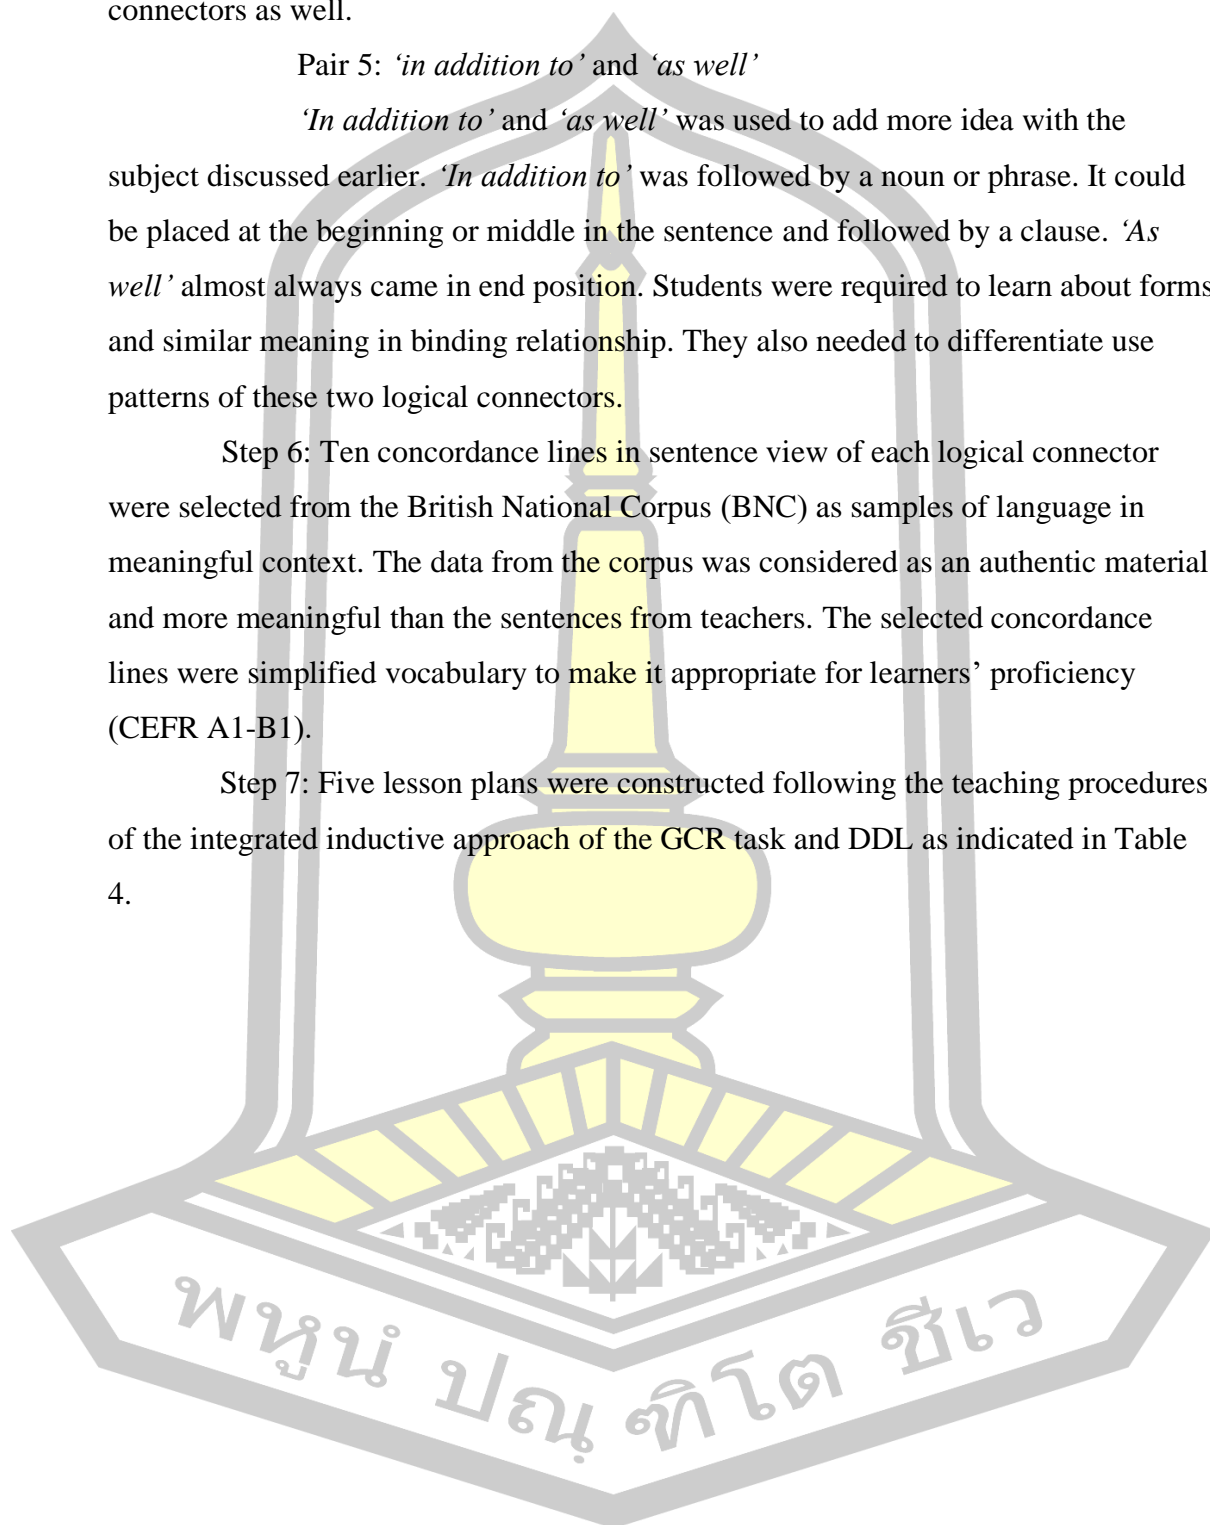 connectors as well.
Pair 5: ‘in addition to’ and ‘as well’
‘In addition to’ and ‘as well’ was used to add more idea with the
subject discussed earlier. ‘In addition to’ was followed by a noun or phrase. It could
be placed at the beginning or middle in the sentence and followed by a clause. ‘As
well’ almost always came in end position. Students were required to learn about forms
and similar meaning in binding relationship. They also needed to differentiate use
patterns of these two logical connectors.
Step 6: Ten concordance lines in sentence view of each logical connector
were selected from the British National Corpus (BNC) as samples of language in
meaningful context. The data from the corpus was considered as an authentic material
and more meaningful than the sentences from teachers. The selected concordance
lines were simplified vocabulary to make it appropriate for learners’ proficiency
(CEFR A1-B1).
Step 7: Five lesson plans were constructed following the teaching procedures
of the integrated inductive approach of the GCR task and DDL as indicated in Table
4.
พหูนํ ปณฺฑิโต ชีเว